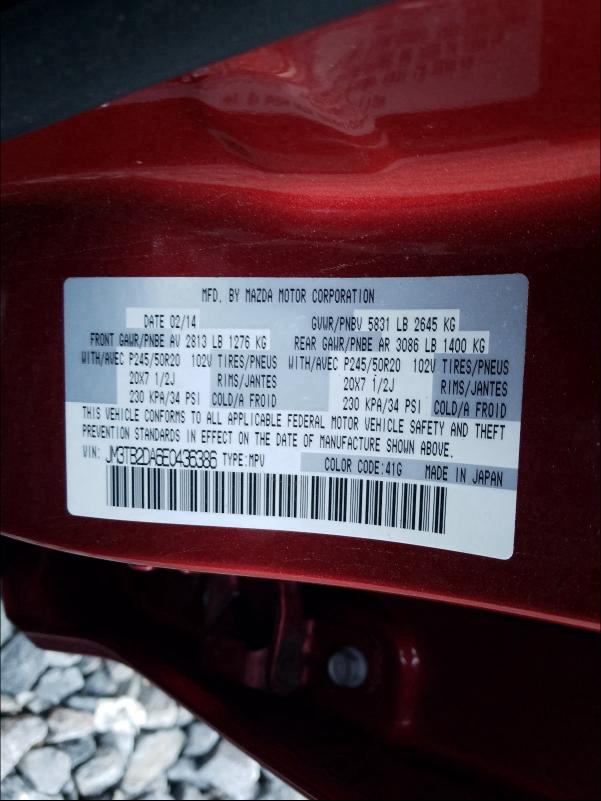 MFD. BY MAZDA MOTOR CORPORATION
DATE 02/14 GVWR/PNBV 5831 LB 2645 KG
FRONT GAWR/PNBE AV 2813 LB 1276 KG REAR GAWR/PNBE AR 3086 LB 1400 KG
WITH/AVEC P245/50R20 102V TIRES/PNEUS WITH/AVEC P245/50R20 102V TIRES/PNEUS
20X7 1/2J RIMS/JANTES 20X7 1/2J RIMS/JANTES
230 KPA/34 PSI COLD/A FROID 230 KPA/34 PSI COLD/A FROID
THIS VEHICLE CONFORMS TO ALL APPLICABLE FEDERAL MOTOR VEHICLE SAFETY AND THEFT
PREVENTION STANDARDS IN EFFECT ON THE DATE OF MANUFACTURE SHOWN ABOVE.
VIN: JM3TB2DA6E0436386 TYPE:MPV COLOR CODE:41G MADE IN JAPAN